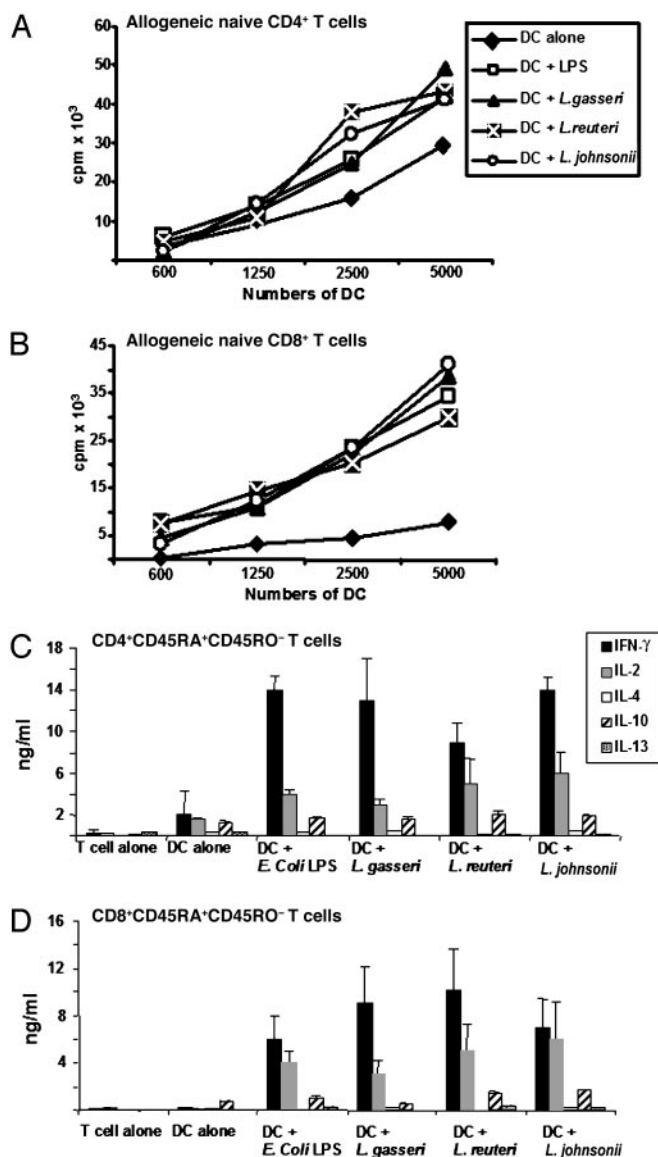 A
Allogeneic naive CD4+ T cells
60
50
40
30
20
10
cpm x 10³
600 1250 2500 5000
Numbers of DC
DC alone
DC + LPS
DC + L.gasseri
DC + L.reuteri
DC + L. johnsonii
B
Allogeneic naive CD8+ T cells
45
35
25
15
5
cpm x 10³
600 1250 2500 5000
Numbers of DC
C
CD4+CD45RA+CD45RO− T cells
18
14
10
6
2
ng/ml
IFN-γ
IL-2
IL-4
IL-10
IL-13
T cell alone DC alone DC + DC + DC + DC +
E. Coli LPS L. gasseri L. reuteri L. johnsonii
D
CD8+CD45RA+CD45RO− T cells
16
12
8
4
ng/ml
T cell alone DC alone DC + DC + DC + DC +
E. Coli LPS L. gasseri L. reuteri L. johnsonii